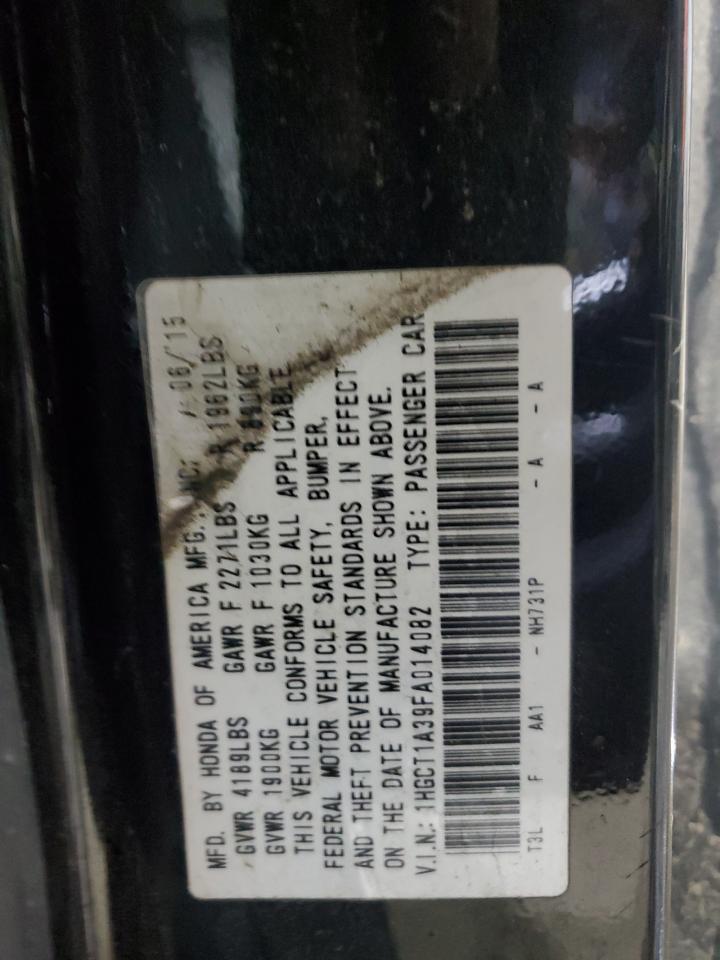 MFD. BY HONDA OF AMERICA MFG., INC. 06/'15
GVWR 4189LBS GAWR F 2271LBS R 1962LBS
GVWR 1900KG GAWR F 1030KG R 890KG
THIS VEHICLE CONFORMS TO ALL APPLICABLE
FEDERAL MOTOR VEHICLE SAFETY, BUMPER,
AND THEFT PREVENTION STANDARDS IN EFFECT
ON THE DATE OF MANUFACTURE SHOWN ABOVE.
V.I.N.: 1HGCT1A39FA014082 TYPE: PASSENGER CAR
T3L F AA1 - NH731P - A - A